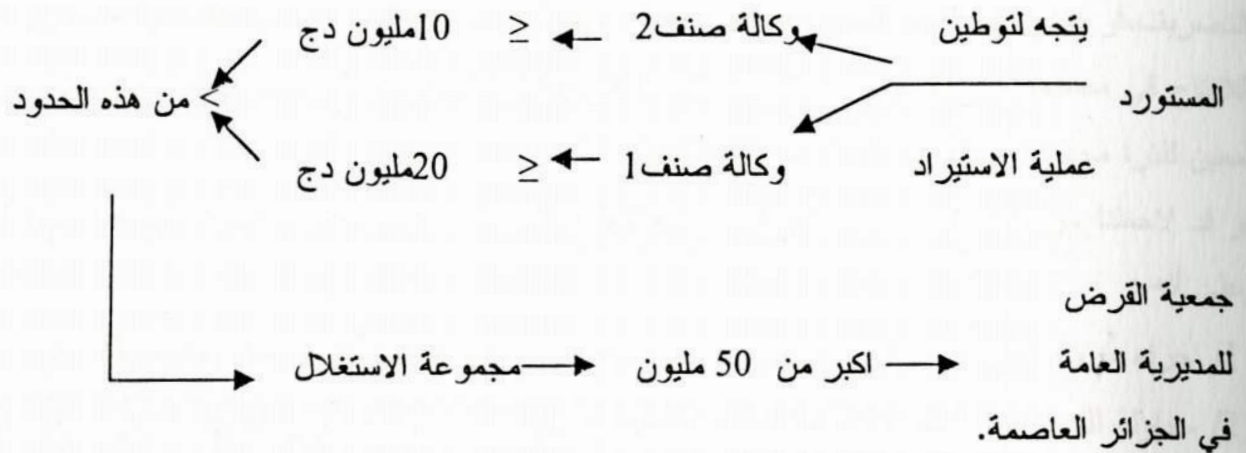 يتجه لتوطين وكالة صنف2 ≥ 10مليون دج
المستورد < من هذه الحدود
عملية الاستيراد وكالة صنف1 ≥ 20مليون دج
جمعية القرض
للمديرية العامة اكبر من 50 مليون مجموعة الاستغلال
في الجزائر العاصمة.